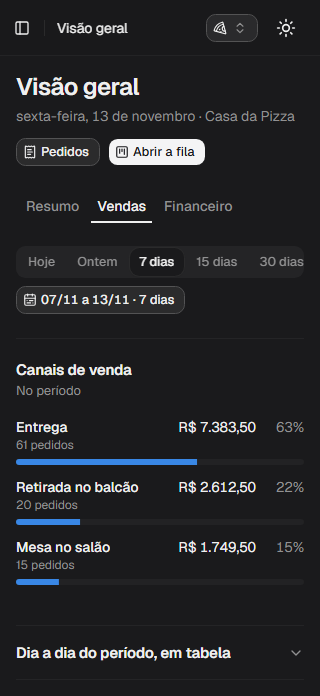 Visão geral
Visão geral
sexta-feira, 13 de novembro · Casa da Pizza
Pedidos
Abrir a fila
Resumo Vendas Financeiro
Hoje Ontem 7 dias 15 dias 30 dias
07/11 a 13/11 · 7 dias
Canais de venda
No período
Entrega R$ 7.383,50 63%
61 pedidos
Retirada no balcão R$ 2.612,50 22%
20 pedidos
Mesa no salão R$ 1.749,50 15%
15 pedidos
Dia a dia do período, em tabela